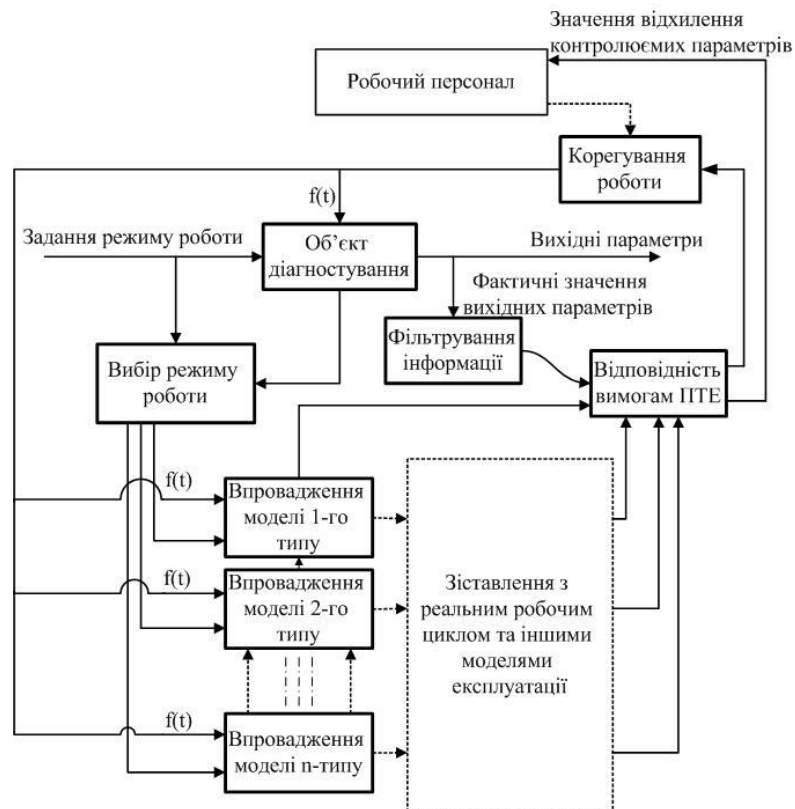 Значення відхилення
контролюємих параметрів
Робочий персонал
Корегування
роботи
f(t)
Задання режиму роботи
Об’єкт
діагностування
Вихідні параметри
Фактичні значення
вихідних параметрів
Фільтрування
інформації
Вибір режиму
роботи
Відповідність
вимогам ПТЕ
f(t)
Впровадження
моделі 1-го
типу
f(t)
Впровадження
моделі 2-го
типу
Зіставлення з
реальним робочим
циклом та іншими
моделями
експлуатації
f(t)
Впровадження
моделі n-типу